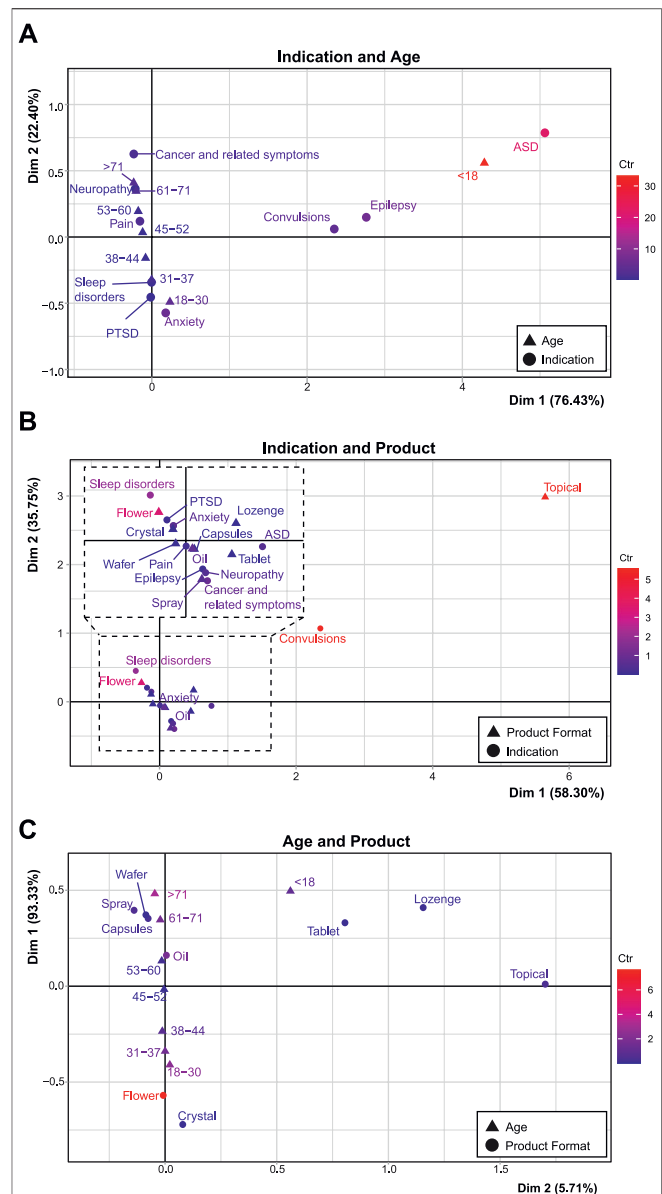 A
Indication and Age
Dim 2 (22.40%)
1.0
0.5
0.0
−0.5
−1.0
Cancer and related symptoms
>71
Neuropathy
61−71
53−60
Pain
45−52
38−44
31−37
Sleep
disorders
18−30
Anxiety
PTSD
ASD
<18
Epilepsy
Convulsions
Age
Indication
0
2
4
Dim 1 (76.43%)
Ctr
30
20
10
B
Indication and Product
Dim 2 (35.75%)
3
2
1
0
Sleep disorders
PTSD
Flower
Anxiety
Lozenge
Crystal
Capsules
ASD
Wafer
Pain
Oil
Tablet
Epilepsy
Neuropathy
Spray
Cancer and
related symptoms
Topical
Convulsions
Sleep disorders
Flower
Anxiety
Oil
Product Format
Indication
0
2
4
6
Dim 1 (58.30%)
Ctr
5
4
3
2
1
C
Age and Product
Dim 1 (93.33%)
0.5
0.0
−0.5
Wafer
>71
Spray
Capsules
61−71
Oil
53−60
45−52
38−44
31−37
18−30
Flower
Crystal
<18
Lozenge
Tablet
Topical
Age
Product Format
0.0
0.5
1.0
1.5
Dim 2 (5.71%)
Ctr
6
4
2